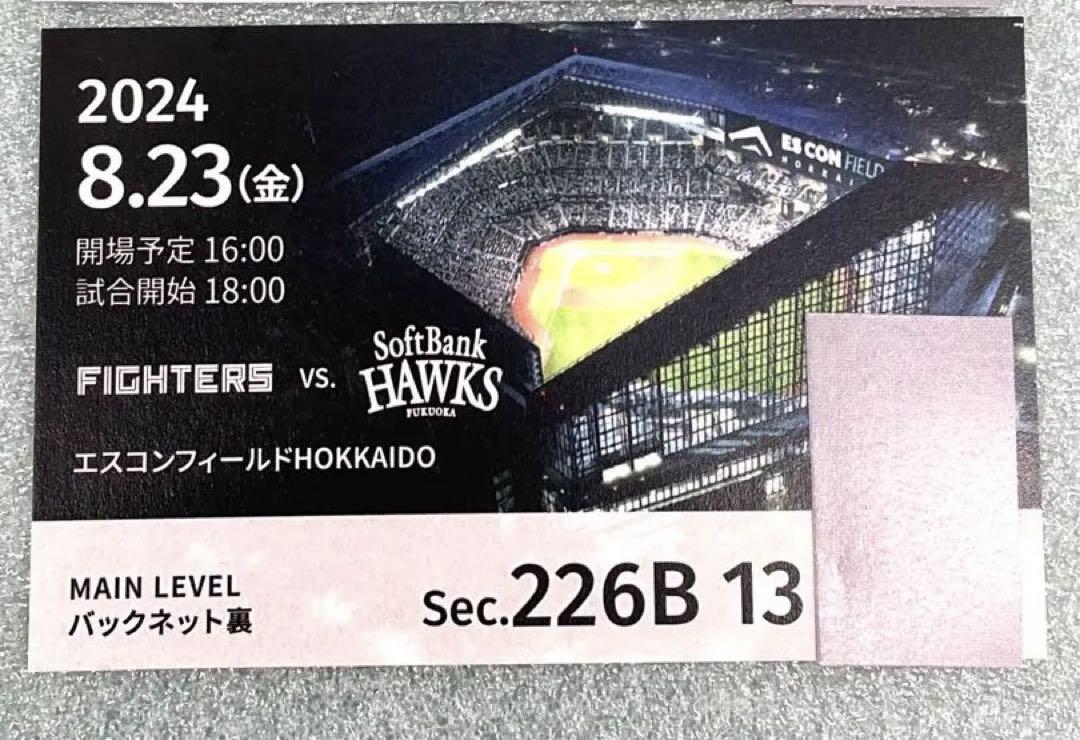 2024
8.23(金)
開場予定 16:00
試合開始 18:00
FIGHTERS vs. SoftBank HAWKS FUKUOKA
エスコンフィールドHOKKAIDO
ES CON FIELD
MAIN LEVEL
バックネット裏
Sec.226B 13